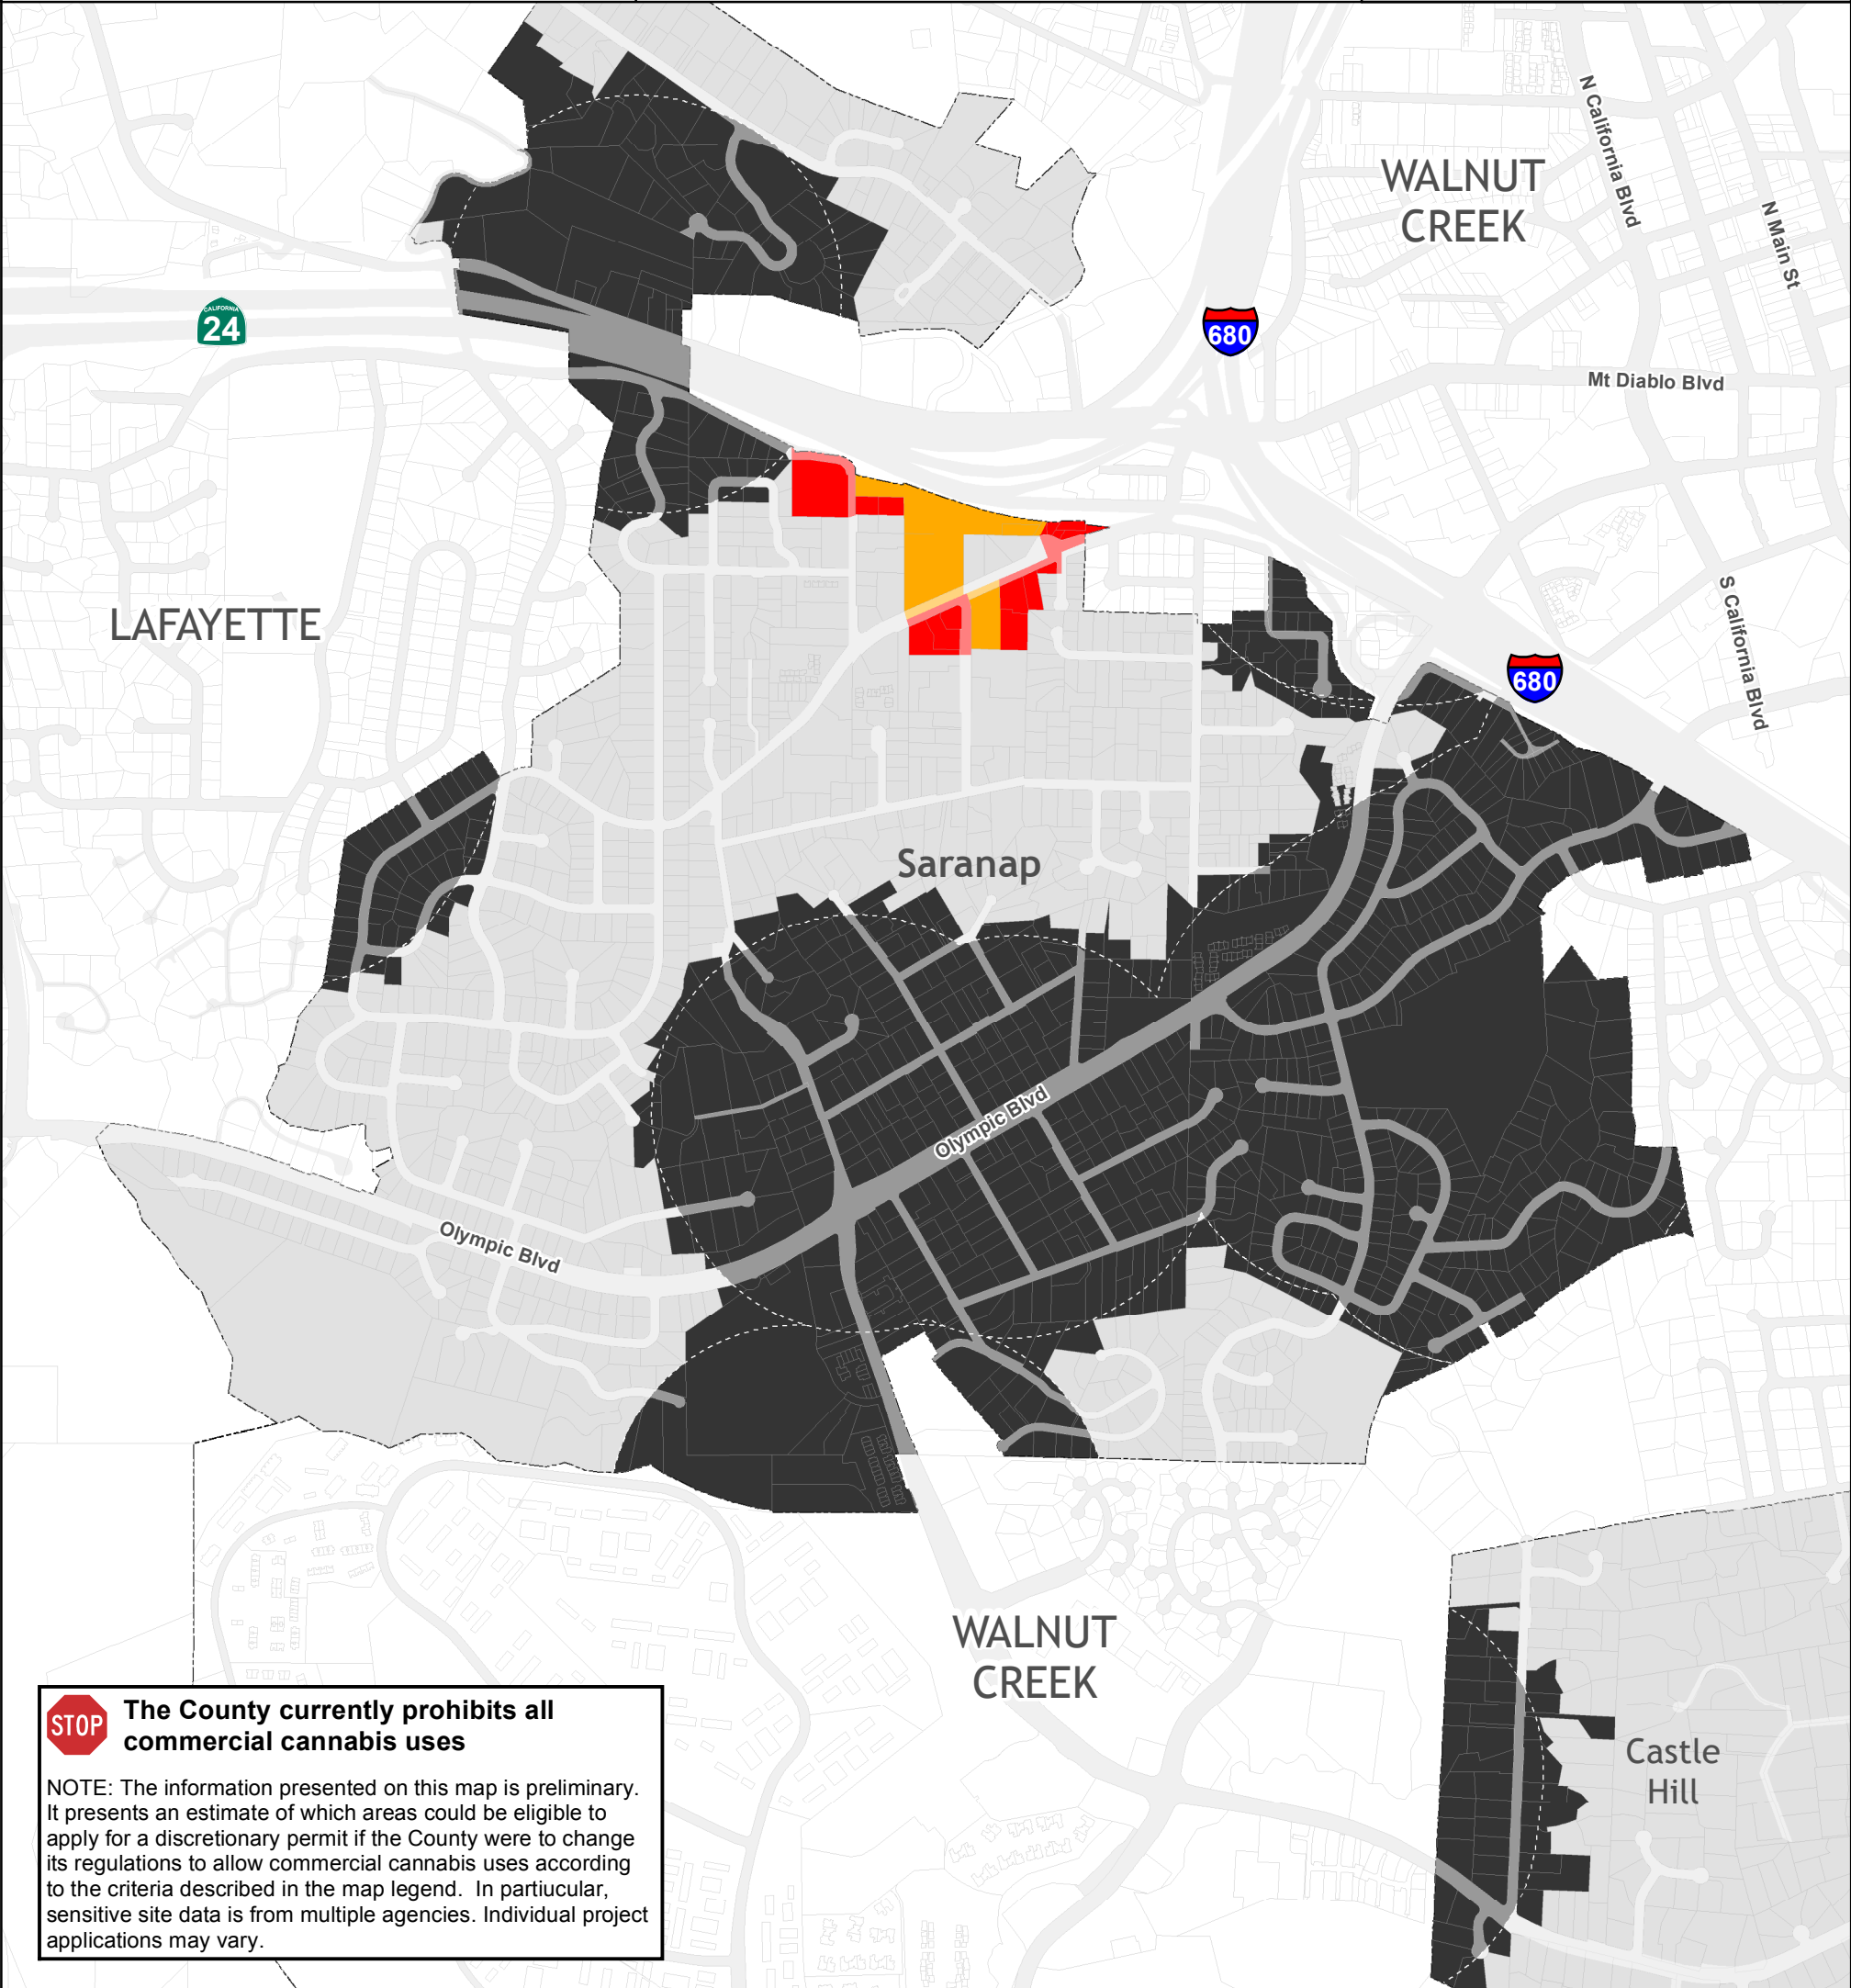 N California Blvd
WALNUT
CREEK
N Main St
CALIFORNIA
24
680
Mt Diablo Blvd
LAFAYETTE
S California Blvd
680
Saranap
Olympic Blvd
Olympic Blvd
WALNUT
CREEK
STOP
The County currently prohibits all
commercial cannabis uses
NOTE: The information presented on this map is preliminary.
It presents an estimate of which areas could be eligible to
apply for a discretionary permit if the County were to change
its regulations to allow commercial cannabis uses according
to the criteria described in the map legend.  In partiucular,
sensitive site data is from multiple agencies. Individual project
applications may vary.
Castle
Hill